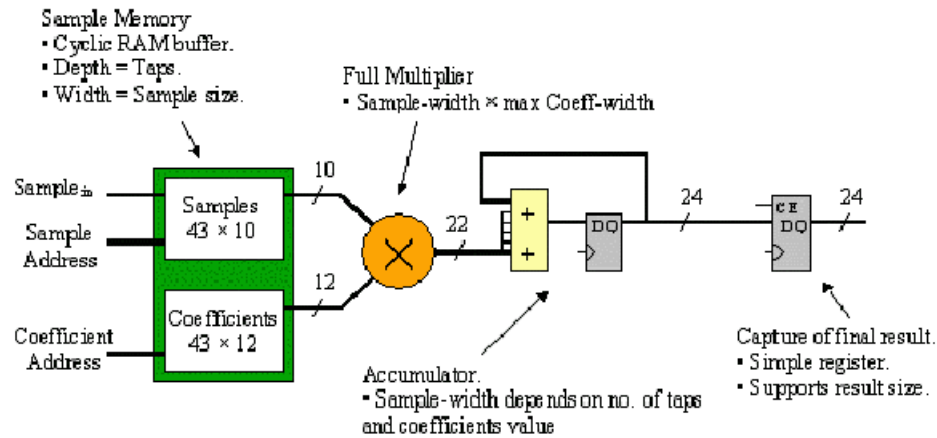 Sample Memory
▪ Cyclic RAM buffer.
▪ Depth = Taps.
▪ Width = Sample size.
Full Multiplier
▪ Sample-width × max Coeff-width
Sample in
Sample
Address
Samples
43 × 10
10
Coefficient
Address
Coefficients
43 × 12
12
22
+
+
DQ
24
CE
DQ
24
Accumulator.
▪ Sample-width depends on no. of taps
and coefficients value
Capture of final result.
▪ Simple register.
▪ Supports result size.